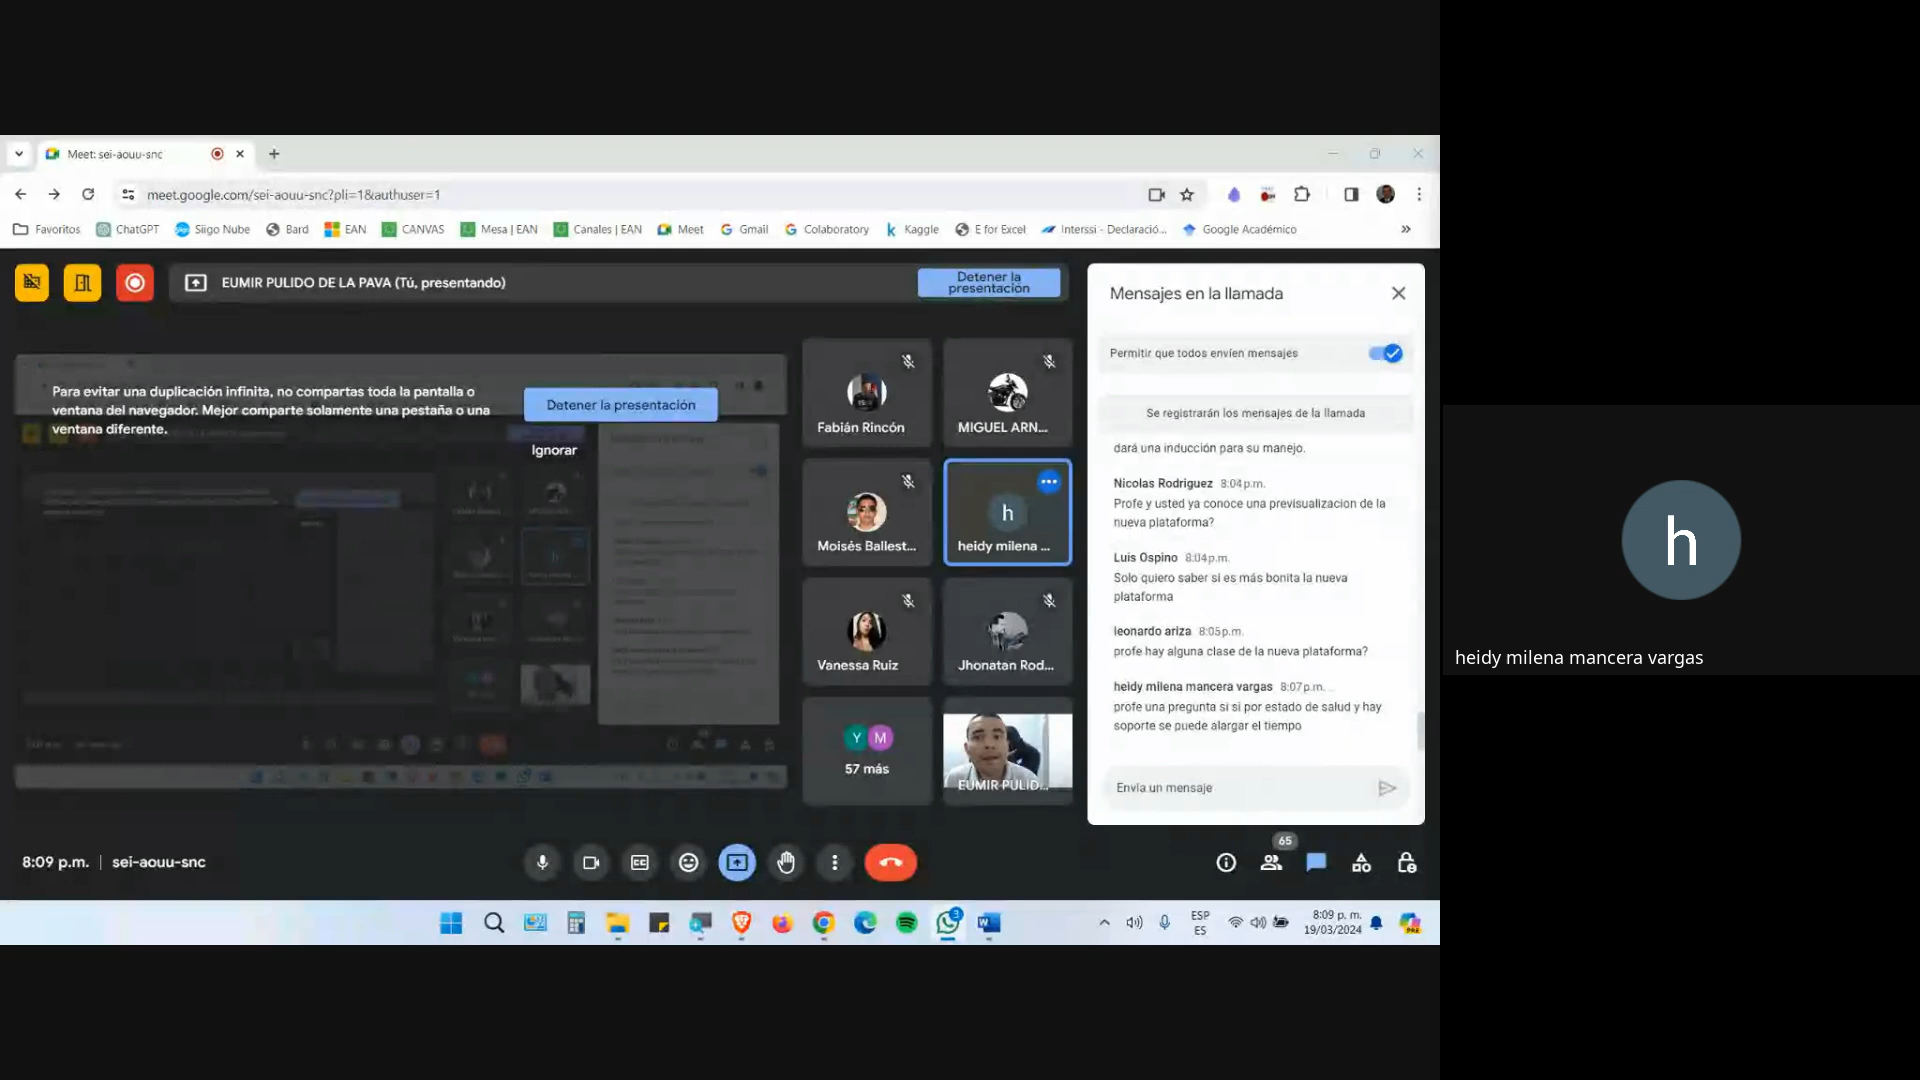 Meet: sei-aouu-snc
meet.google.com/sei-aouu-snc?pli=1&authuser=1
Favoritos ChatGPT Siigo Nube Bard EAN CANVAS Mesa | EAN Canales | EAN Meet Gmail Colaboratory Kaggle E for Excel Interssi - Declaració... Google Académico »
EUMIR PULIDO DE LA PAVA (Tú, presentando)
Detener la
presentación
Para evitar una duplicación infinita, no compartas toda la pantalla o
ventana del navegador. Mejor comparte solamente una pestaña o una
ventana diferente.
Detener la presentación
Ignorar
Fabián Rincón
MIGUEL ARN...
Moisés Ballest...
h
heidy milena ...
Vanessa Ruiz
Jhonatan Rod...
Y M
57 más
EUMIR PULID...
Mensajes en la llamada
Permitir que todos envíen mensajes
Se registrarán los mensajes de la llamada
dará una inducción para su manejo.
Nicolas Rodriguez 8:04 p.m.
Profe y usted ya conoce una previsualizacion de la
nueva plataforma?
Luis Ospino 8:04 p.m.
Solo quiero saber si es más bonita la nueva
plataforma
leonardo ariza 8:05 p.m.
profe hay alguna clase de la nueva plataforma?
heidy milena mancera vargas 8:07 p.m.
profe una pregunta si si por estado de salud y hay
soporte se puede alargar el tiempo
Envía un mensaje
8:09 p.m. | sei-aouu-snc
65
3
ESP
ES
8:09 p. m.
19/03/2024
PRE
h
heidy milena mancera vargas